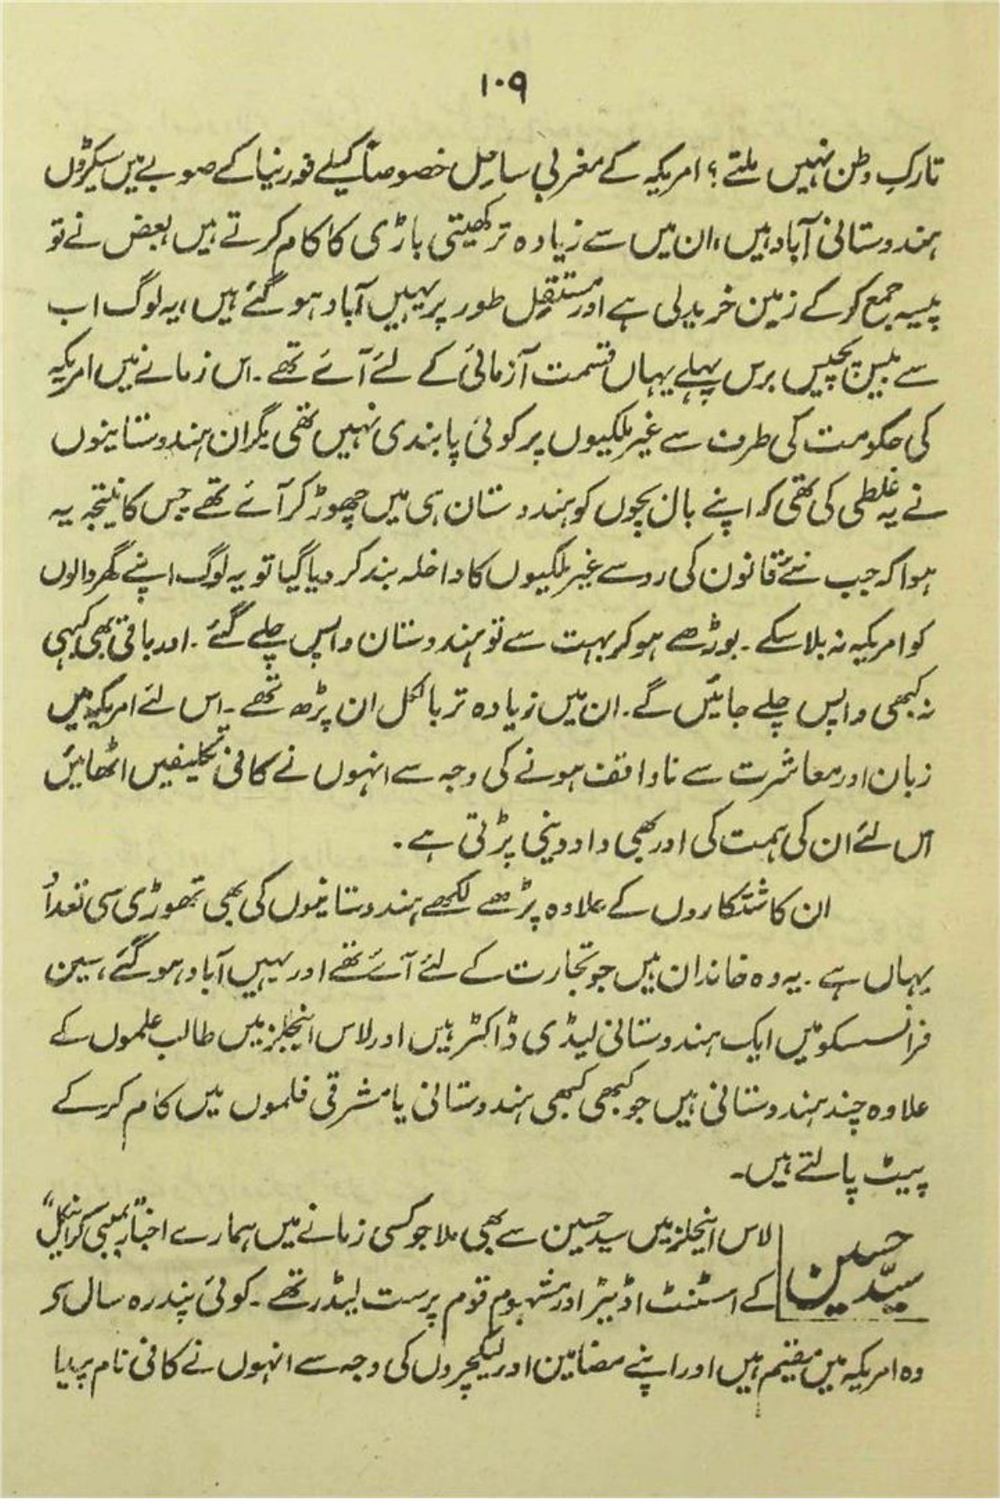 ۱۰۹
تارکِ وطن نہیں ملتے؟ امریکہ کے مغربی ساحل خصوصاً کیلے فورنیا کے صوبے میں سیکڑوں
ہندوستانی آباد ہیں، ان میں سے زیادہ تر کھیتی باڑی کا کام کرتے ہیں بعض نے تو
پیسہ جمع کر کے زمین خرید لی ہے اور مستقل طور پر یہیں آباد ہو گئے ہیں، یہ لوگ اب
سے بیس پچیس برس پہلے یہاں قسمت آزمائی کے لئے آئے تھے۔ اس زمانے میں امریکہ
کی حکومت کی طرف سے غیر ملکیوں پر کوئی پابندی نہیں تھی مگر ان ہندوستانیوں
نے یہ غلطی کی تھی کہ اپنے بال بچوں کو ہندوستان ہی میں چھوڑ کر آئے تھے جس کا نتیجہ یہ
ہوا کہ جب نئے قانون کی رو سے غیر ملکیوں کا داخلہ بند کر دیا گیا تو یہ لوگ اپنے گھر والوں
کو امریکہ نہ بلا سکے۔ بوڑھے ہو کر بہت سے تو ہندوستان واپس چلے گئے۔ اور باقی بھی کبھی
نہ کبھی واپس چلے جائیں گے۔ ان میں زیادہ تر بالکل ان پڑھ تھے۔ اس لئے امریکہ میں
زبان اور معاشرت سے ناواقف ہونے کی وجہ سے انہوں نے کافی تکلیفیں اٹھائیں
اس لئے ان کی ہمت کی اور بھی داد دینی پڑتی ہے۔
ان کاشتکاروں کے علاوہ پڑھے لکھے ہندوستانیوں کی بھی تھوڑی سی تعداد
یہاں ہے۔ یہ وہ خاندان ہیں جو تجارت کے لئے آئے تھے اور یہیں آباد ہو گئے، سین
فرانسسکو میں ایک ہندوستانی لیڈی ڈاکٹر ہیں اور لاس اینجلز میں طالب علموں کے
علاوہ چند ہندوستانی ہیں جو کبھی کبھی ہندوستانی یا مشرقی فلموں میں کام کر کے
پیٹ پالتے ہیں۔
سیّد حسین
لاس اینجلز میں سید حسین سے بھی ملا جو کسی زمانے میں ہمارے اخبار "بمبئی کرانیکل"
کے اسٹنٹ اڈیٹر اور مشہور قوم پرست لیڈر تھے۔ کوئی پندرہ سال سے
وہ امریکہ میں مقیم ہیں اور اپنے مضامین اور لیکچروں کی وجہ سے انہوں نے کافی نام پیدا